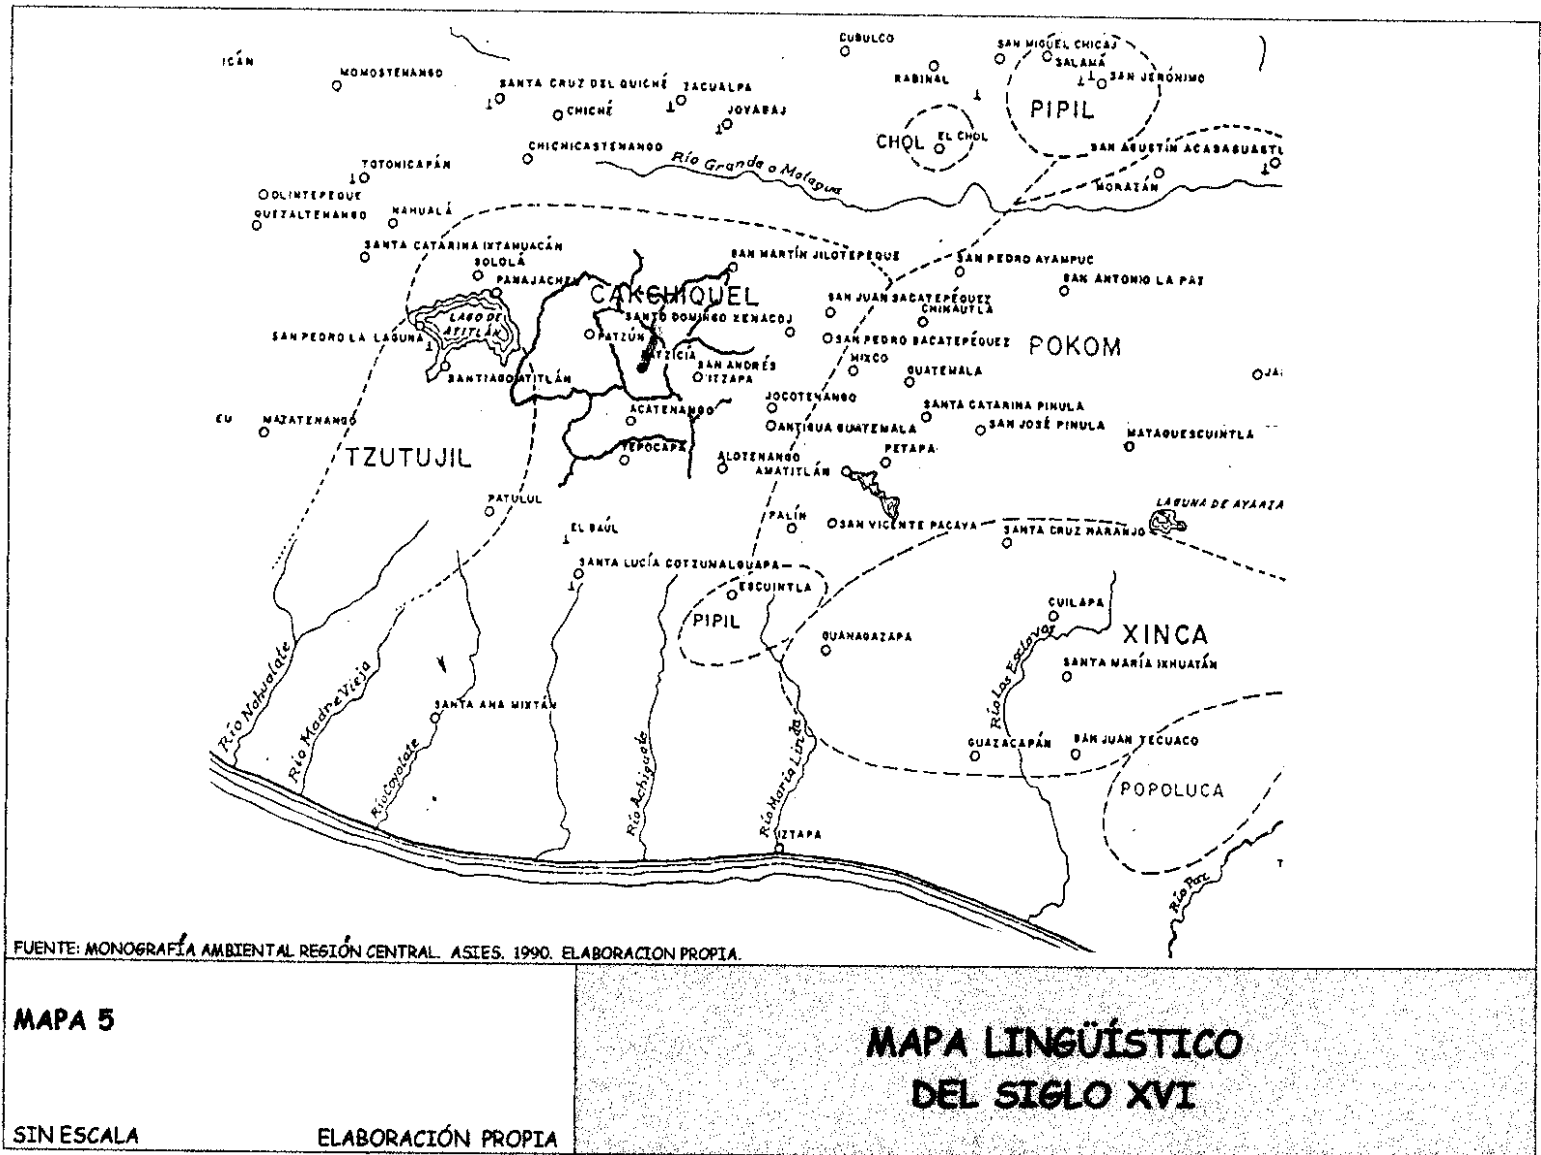 CUBULCO
SAN MIGUEL CHICAJ
ICÁN
MOMOSTENANGO
SALAMÁ
RABINAL
SAN JERÓNIMO
SANTA CRUZ DEL QUICHÉ
ZACUALPA
CHICHÉ
JOYABAJ
PIPIL
CHOL
EL CHOL
CHICHICASTENANGO
SAN AGUSTÍN ACASAGUASTL
Río Grande o Motagua
TOTONICAPÁN
MORAZÁN
OLINTEPEQUE
QUEZALTENANGO
NAHUALÁ
SANTA CATARINA IXTAHUACÁN
SOLOLÁ
PANAJACHEL
SAN MARTÍN JILOTEPEQUE
SAN PEDRO AYAMPUC
SAN ANTONIO LA PAZ
CAKCHIQUEL
SAN JUAN SACATEPÉQUEZ
CHINAUTLA
LAGO DE
ATITLÁN
SANTO DOMINGO XENACOJ
SAN PEDRO LA LAGUNA
PATZÚN
SAN PEDRO SACATEPÉQUEZ
POKOM
PATZICÍA
MIXCO
SAN ANDRÉS
ITZAPA
GUATEMALA
JA
SANTIAGO ATITLÁN
EU
MAZATENANGO
ACATENANGO
JOCOTENANGO
SANTA CATARINA PINULA
ANTIGUA GUATEMALA
SAN JOSÉ PINULA
MATAQUESCUINTLA
TZUTUJIL
YEPOCAPA
ALOTENANGO
PETAPA
AMATITLÁN
PATULUL
LAGUNA DE AYARZA
EL BAÚL
PALÍN
SAN VICENTE PACAYA
SANTA CRUZ NARANJO
SANTA LUCÍA COTZUMALGUAPA
ESCUINTLA
PIPIL
CUILAPA
XINCA
GUANAGAZAPA
SANTA MARÍA IXHUATÁN
Río Los Esclavos
Río Nahualate
Río Madre Vieja
SANTA ANA MIXTÁN
Río Coyolate
Río Achiguate
Río María Linda
GUAZACAPÁN
SAN JUAN TECUACO
POPOLUCA
IZTAPA
T
Río Paz
FUENTE: MONOGRAFÍA AMBIENTAL REGIÓN CENTRAL. ASIES. 1990. ELABORACION PROPIA.
MAPA 5
MAPA LINGÜÍSTICO
DEL SIGLO XVI
SIN ESCALA
ELABORACIÓN PROPIA